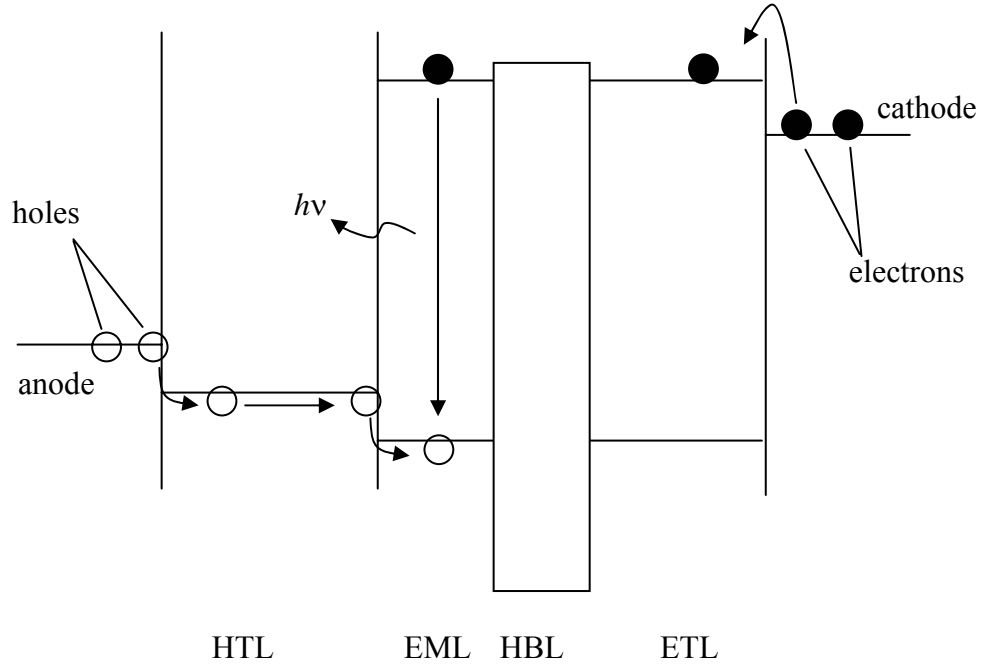 cathode
hν
holes
electrons
anode
HTL EML HBL ETL